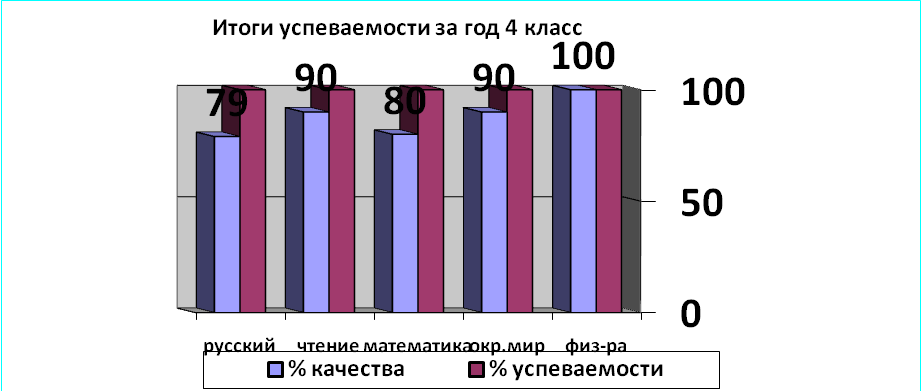 Итоги успеваемости за год 4 класс
79 90 80 90 100
100
50
0
русский чтение математика окр.мир физ-ра
% качества % успеваемости